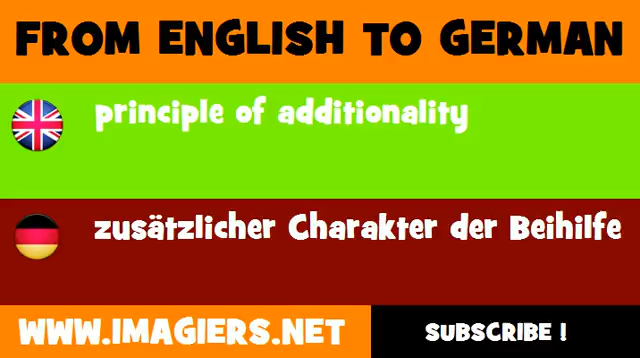 FROM ENGLISH TO GERMAN
principle of additionality
zusätzlicher Charakter der Beihilfe
WWW.IMAGIERS.NET
SUBSCRIBE !